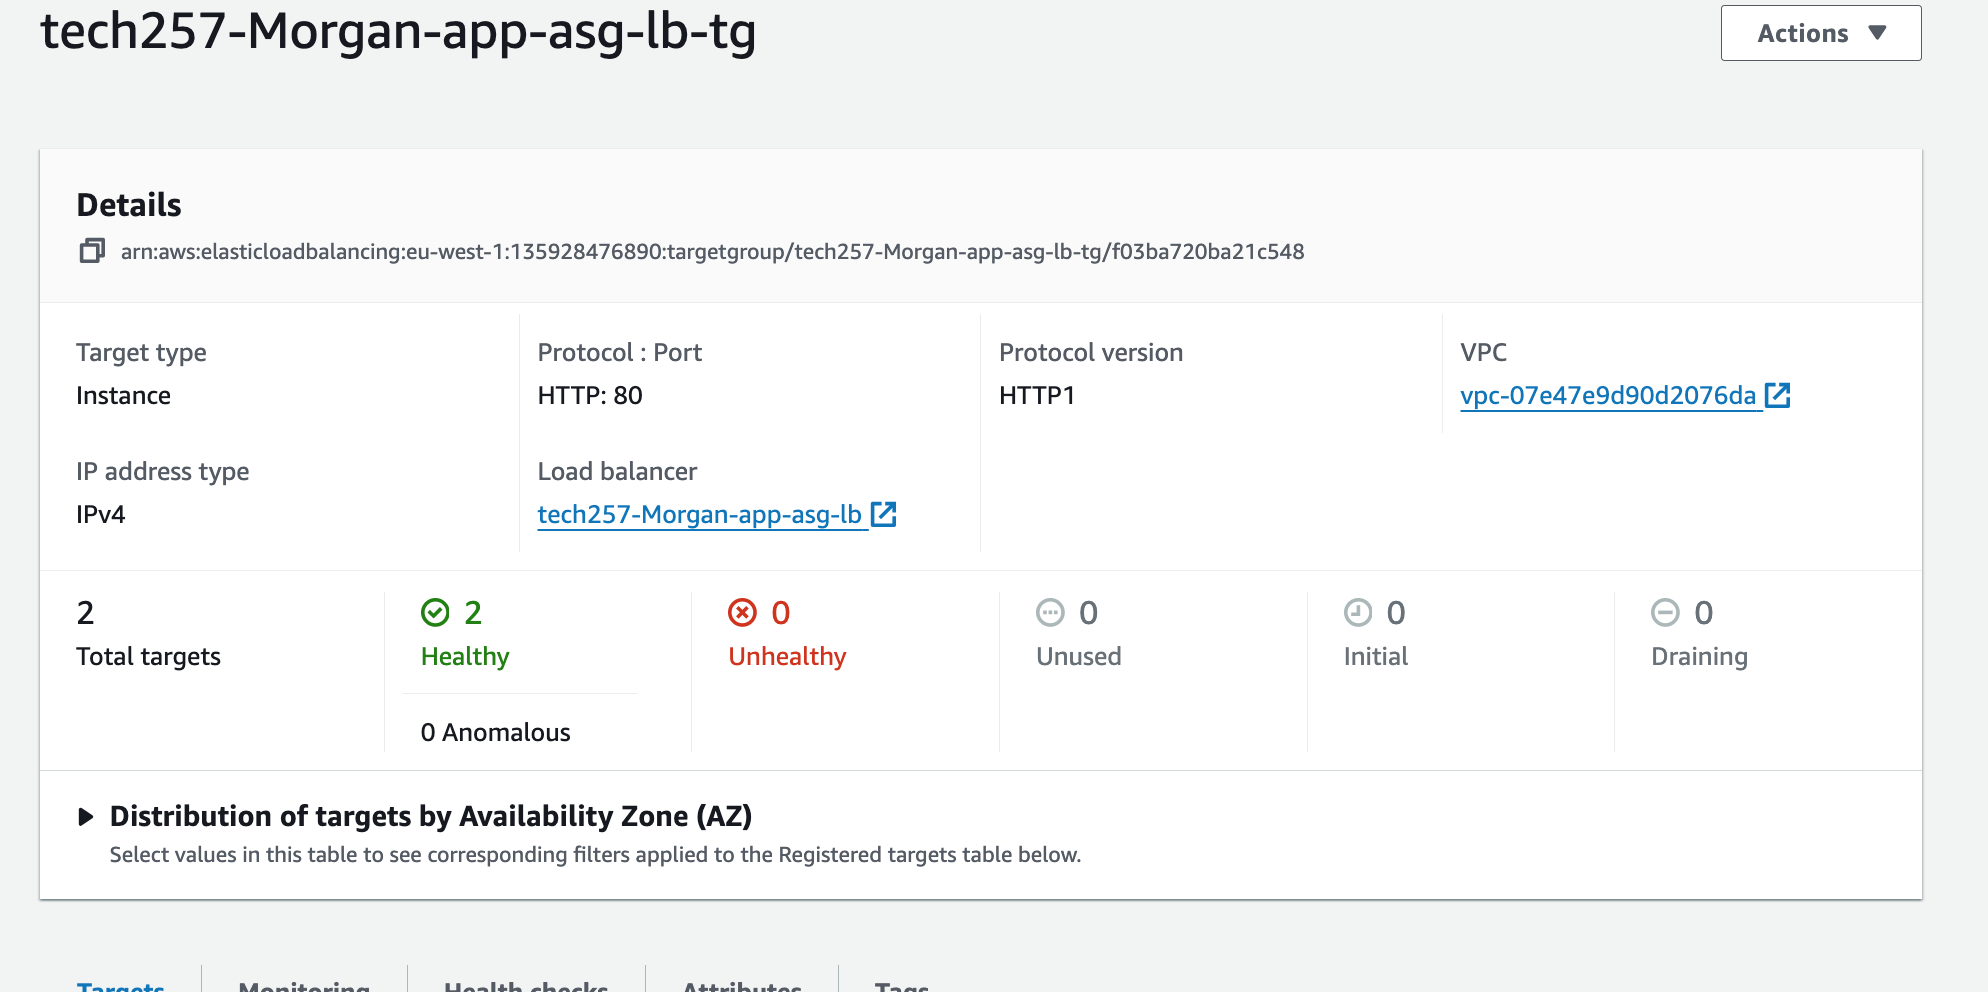 tech257-Morgan-app-asg-lb-tg
Actions
Details
arn:aws:elasticloadbalancing:eu-west-1:135928476890:targetgroup/tech257-Morgan-app-asg-lb-tg/f03ba720ba21c548
Target type
Instance
Protocol : Port
HTTP: 80
Protocol version
HTTP1
VPC
vpc-07e47e9d90d2076da
IP address type
IPv4
Load balancer
tech257-Morgan-app-asg-lb
2
Total targets
2
Healthy
0 Anomalous
0
Unhealthy
0
Unused
0
Initial
0
Draining
Distribution of targets by Availability Zone (AZ)
Select values in this table to see corresponding filters applied to the Registered targets table below.
Targets
Monitoring
Health checks
Attributes
Tags